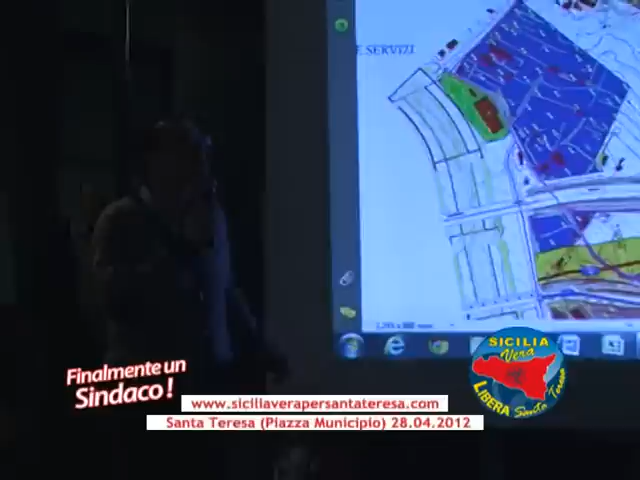 E SERVIZI
SICILIA
Vera
LIBERA Santa Teresa
Finalmente un
Sindaco!
www.siciliaverapersantateresa.com
Santa Teresa (Piazza Municipio) 28.04.2012